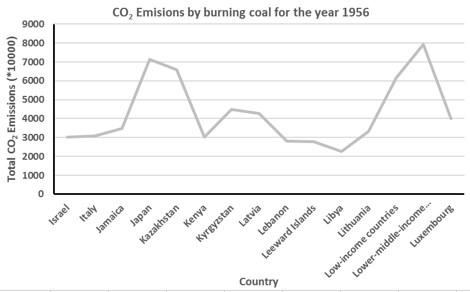 CO₂ Emisions by burning coal for the year 1956
Total CO₂ Emissions (*10000)
9000
8000
7000
6000
5000
4000
3000
2000
1000
0
Israel
Italy
Jamaica
Japan
Kazakhstan
Kenya
Kyrgyzstan
Latvia
Lebanon
Leeward Islands
Libya
Lithuania
Low-income countries
Lower-middle-income...
Luxembourg
Country